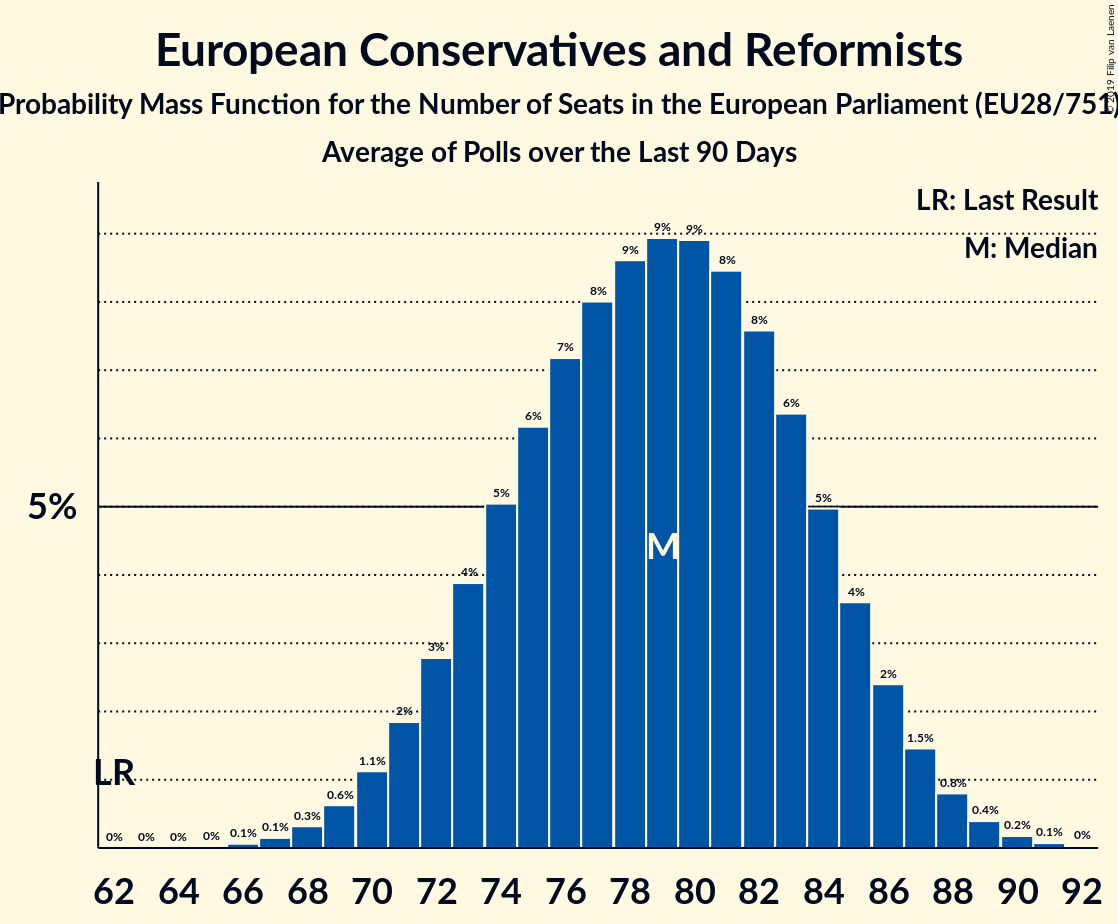 European Conservatives and Reformists
Probability Mass Function for the Number of Seats in the European Parliament (EU28/751)
Average of Polls over the Last 90 Days
© 2019 Filip van Laenen
LR: Last Result
M: Median
5%
LR
M
0% 0% 0% 0% 0.1% 0.1% 0.3% 0.6% 1.1% 2% 3% 4% 5% 6% 7% 8% 9% 9% 9% 8% 8% 6% 5% 4% 2% 1.5% 0.8% 0.4% 0.2% 0.1% 0%
62 64 66 68 70 72 74 76 78 80 82 84 86 88 90 92